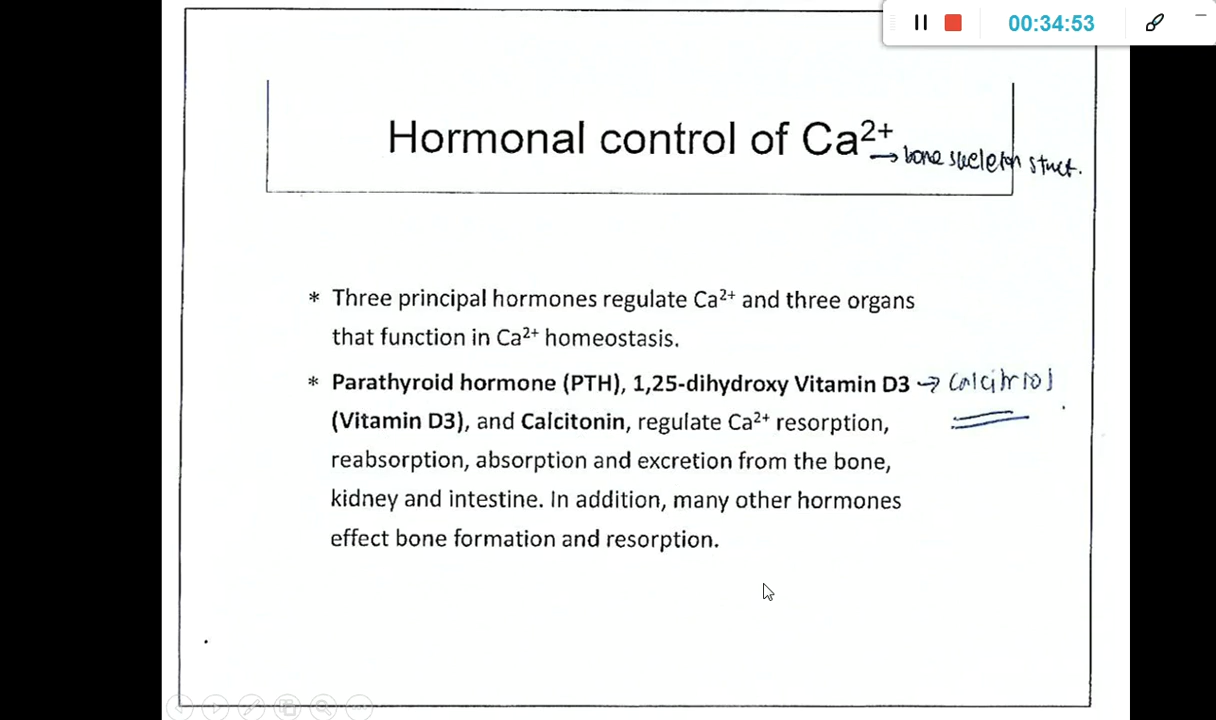 00:34:53
Hormonal control of Ca²⁺
→ bone skeleton struct.
* Three principal hormones regulate Ca²⁺ and three organs
that function in Ca²⁺ homeostasis.
* Parathyroid hormone (PTH), 1,25-dihydroxy Vitamin D3 → Calcitriol
(Vitamin D3), and Calcitonin, regulate Ca²⁺ resorption,
reabsorption, absorption and excretion from the bone,
kidney and intestine. In addition, many other hormones
effect bone formation and resorption.